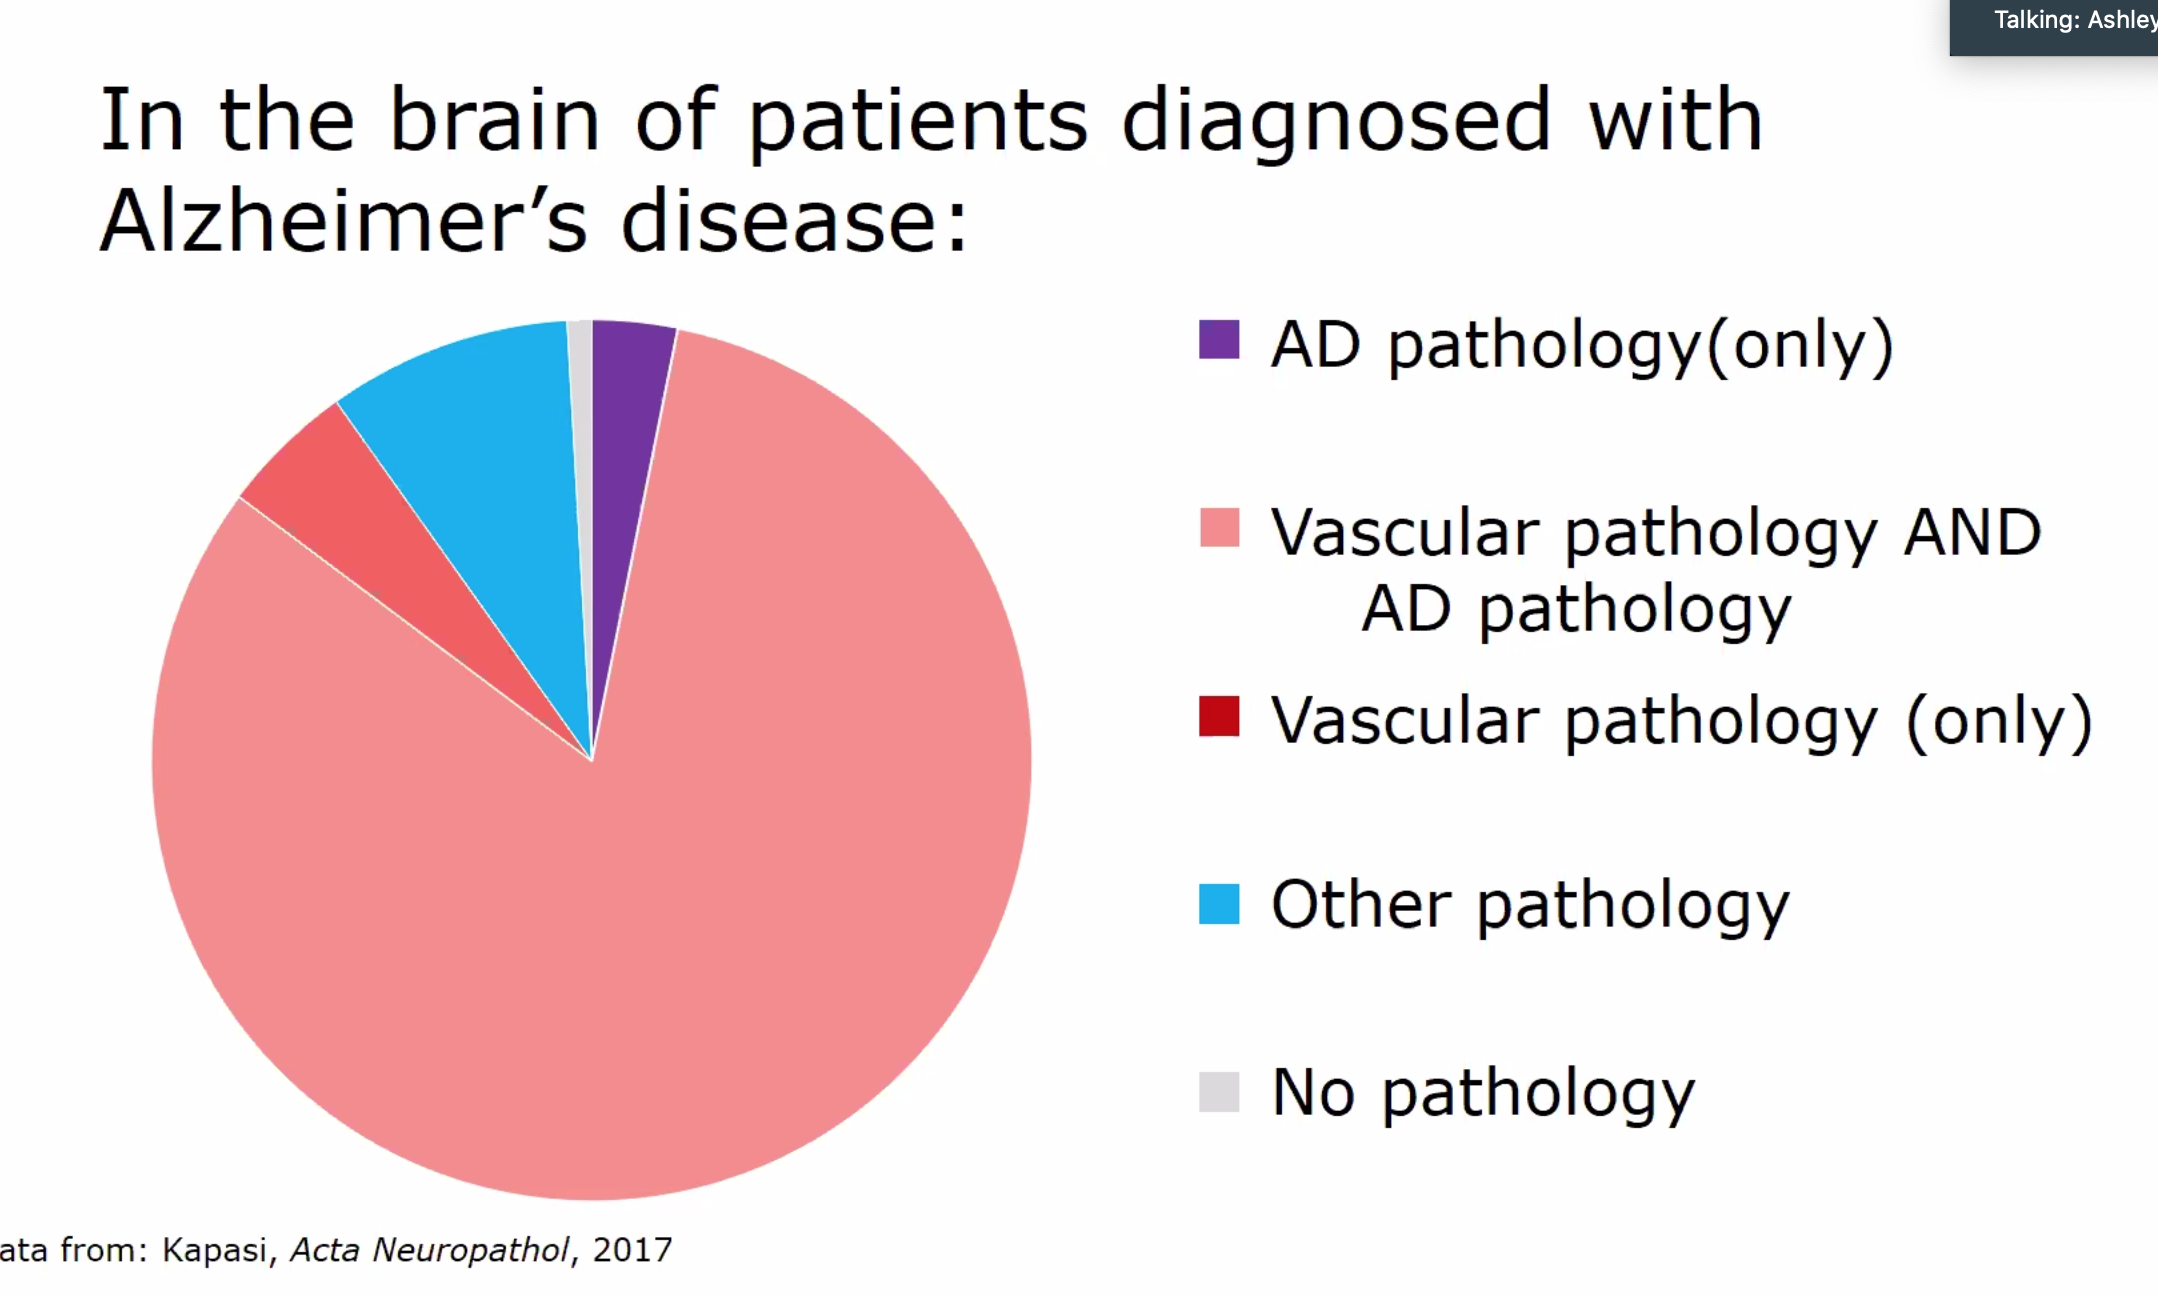 Talking: Ashley
In the brain of patients diagnosed with
Alzheimer’s disease:
AD pathology(only)
Vascular pathology AND
AD pathology
Vascular pathology (only)
Other pathology
No pathology
ata from: Kapasi, Acta Neuropathol, 2017